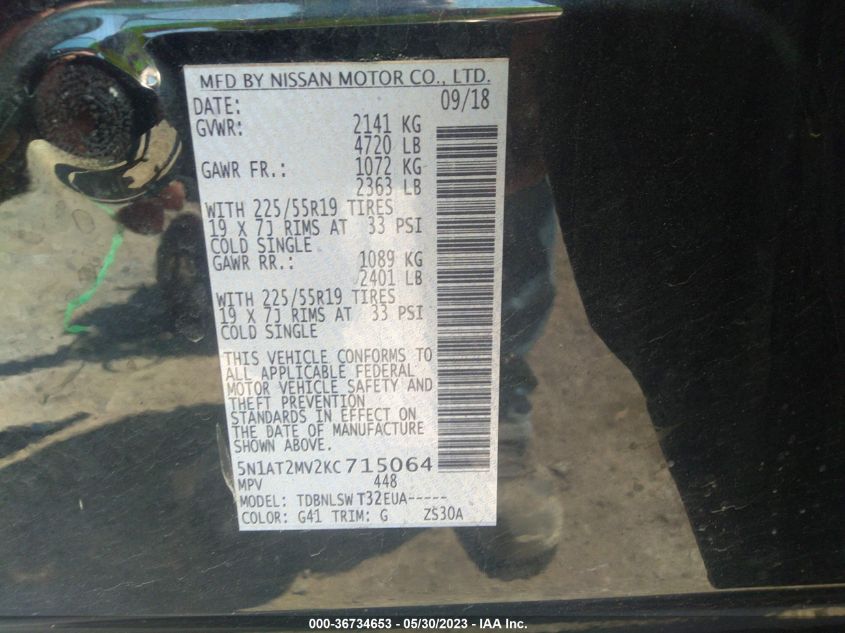 MFD BY NISSAN MOTOR CO., LTD.
DATE: 09/18
GVWR: 2141 KG
4720 LB
GAWR FR.: 1072 KG
2363 LB
WITH 225/55R19 TIRES
19 X 7J RIMS AT 33 PSI
COLD SINGLE
GAWR RR.: 1089 KG
2401 LB
WITH 225/55R19 TIRES
19 X 7J RIMS AT 33 PSI
COLD SINGLE
THIS VEHICLE CONFORMS TO
ALL APPLICABLE FEDERAL
MOTOR VEHICLE SAFETY AND
THEFT PREVENTION
STANDARDS IN EFFECT ON
THE DATE OF MANUFACTURE
SHOWN ABOVE.
5N1AT2MV2KC715064
MPV 448
MODEL: TDBNLSW T32EUA-----
COLOR: G41 TRIM: G ZS30A
000-36734653 - 05/30/2023 - IAA Inc.